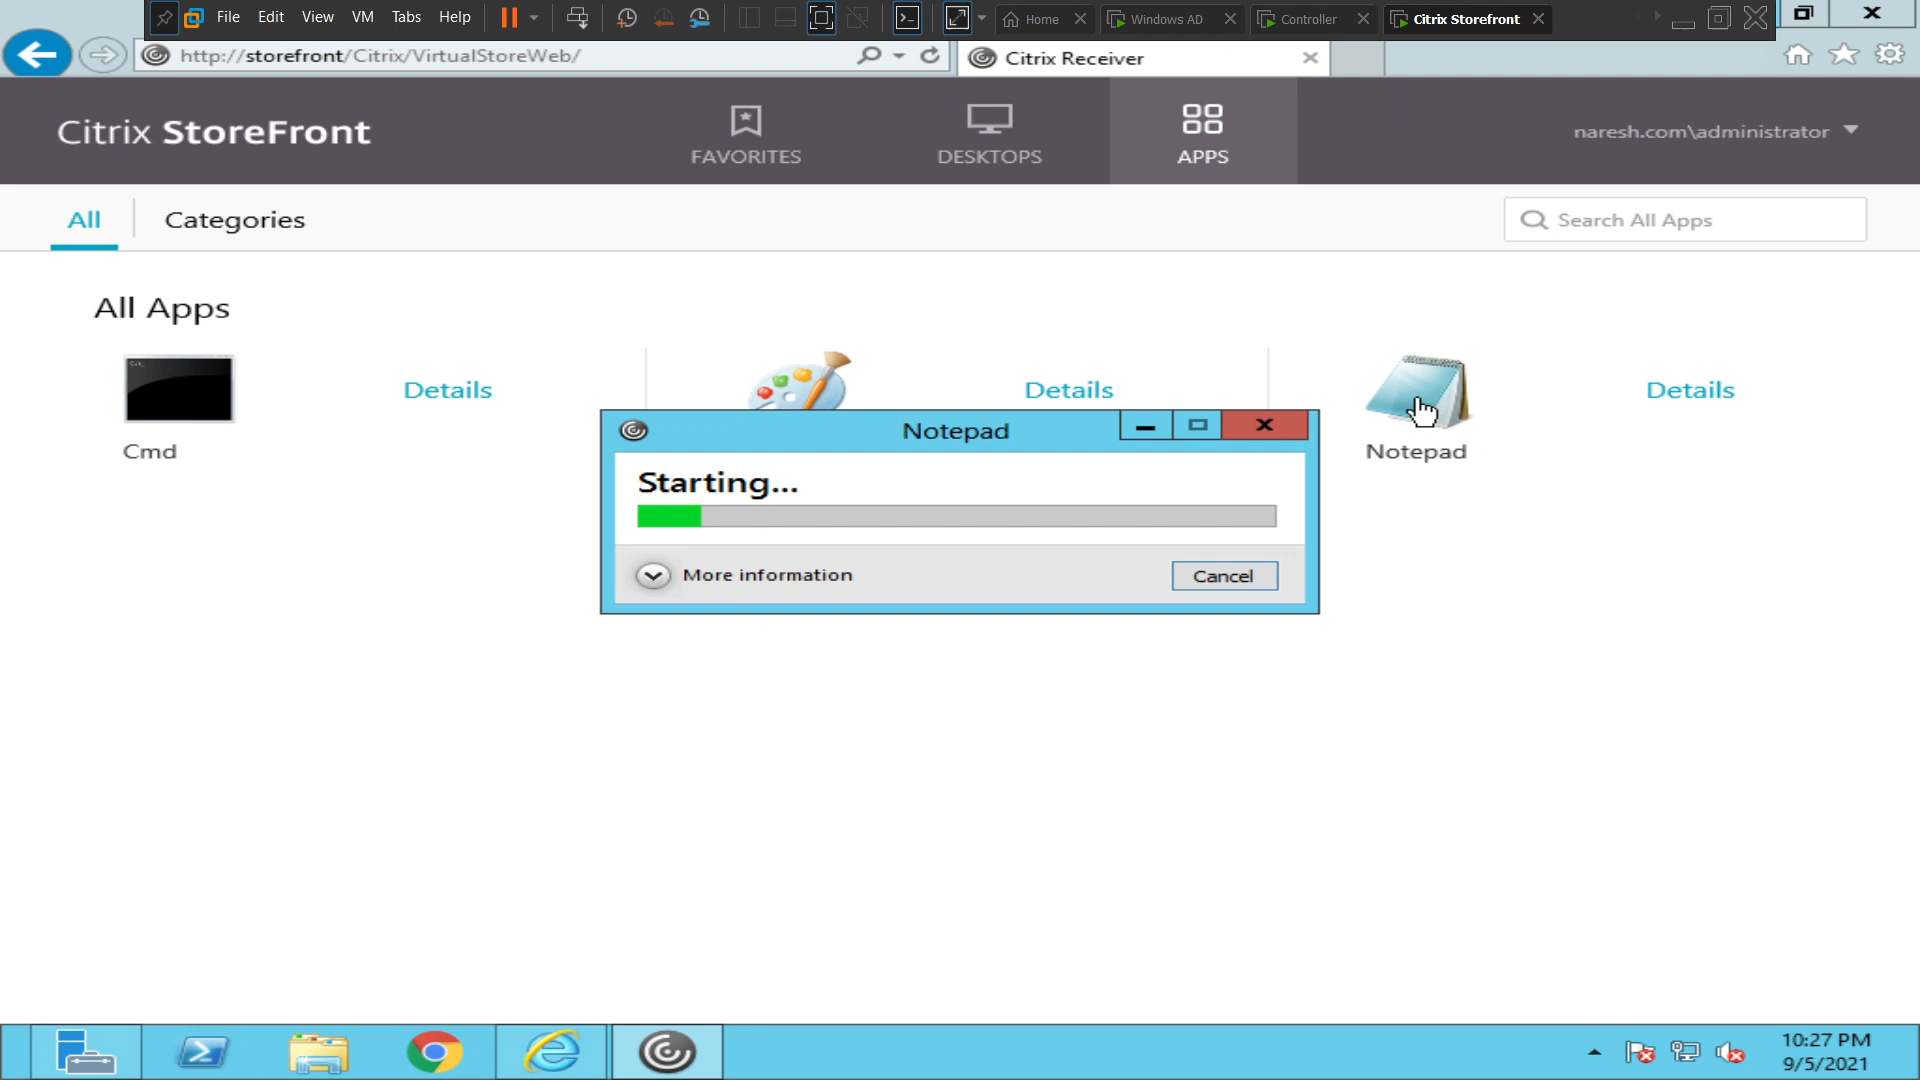 File Edit View VM Tabs Help
Home
Windows AD
Controller
Citrix Storefront
http://storefront/Citrix/VirtualStoreWeb/
Citrix Receiver
Citrix StoreFront
FAVORITES
DESKTOPS
APPS
naresh.com\administrator
All
Categories
Search All Apps
All Apps
Details
Details
Details
Cmd
Notepad
Notepad
Starting...
More information
Cancel
10:27 PM
9/5/2021